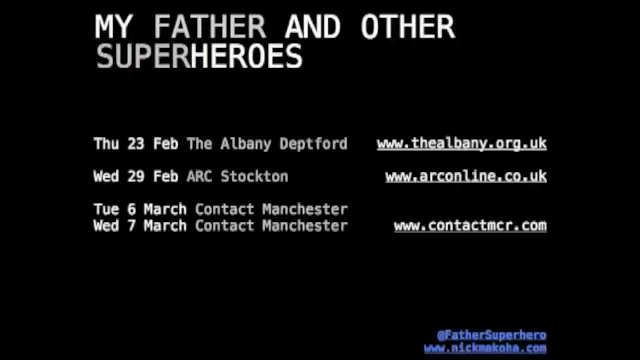 MY FATHER AND OTHER
SUPERHEROES
Thu 23 Feb The Albany Deptford www.thealbany.org.uk
Wed 29 Feb ARC Stockton www.arconline.co.uk
Tue 6 March Contact Manchester
Wed 7 March Contact Manchester www.contactmcr.com
@FatherSuperhero
www.nickmakoha.com